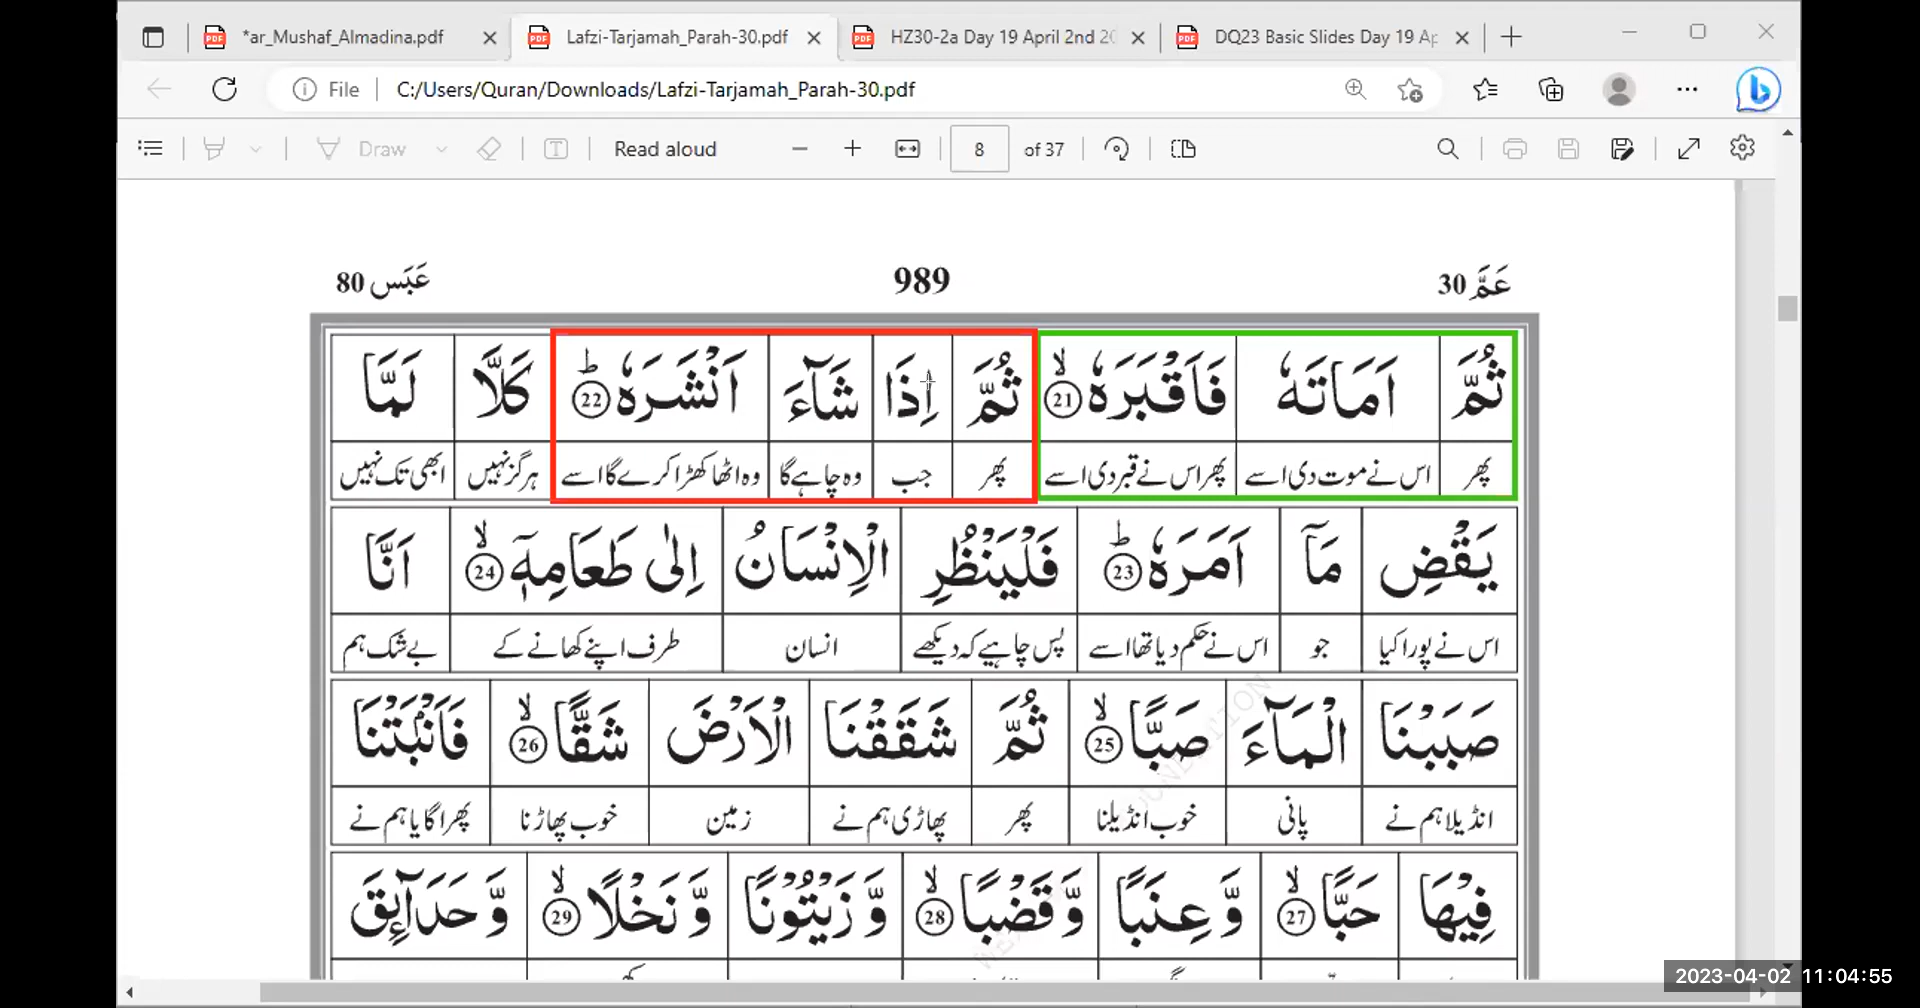 *ar_Mushaf_Almadina.pdf
Lafzi-Tarjamah_Parah-30.pdf
HZ30-2a Day 19 April 2nd 20
DQ23 Basic Slides Day 19 Ap
File
C:/Users/Quran/Downloads/Lafzi-Tarjamah_Parah-30.pdf
Draw
Read aloud
8 of 37
عَمَّ 30
989
عَبَسَ 80
ثُمَّ اَمَاتَهٗ فَاَقْبَرَهٗ ۙ 21 ثُمَّ اِذَا شَآءَ اَنْشَرَهٗ ؕ 22 كَلَّا لَمَّا
پھر اس نے موت دی اسے پھر اس نے قبر دی اسے پھر جب وہ چاہے گا وہ اٹھا کھڑا کرے گا اسے ہرگز نہیں ابھی تک نہیں
يَقْضِ مَآ اَمَرَهٗ ؕ 23 فَلْيَنْظُرِ الْاِنْسَانُ اِلٰى طَعَامِهٖٓ ۙ 24 اَنَّا
اس نے پورا کیا جو اس نے حکم دیا تھا اسے پس چاہیے کہ دیکھے انسان طرف اپنے کھانے کے بے شک ہم
صَبَبْنَا الْمَآءَ صَبًّا ۙ 25 ثُمَّ شَقَقْنَا الْاَرْضَ شَقًّا ۙ 26 فَاَنْۢبَتْنَا
انڈیلا ہم نے پانی خوب انڈیلنا پھر پھاڑی ہم نے زمین خوب پھاڑنا پھر اگایا ہم نے
فِيْهَا حَبًّا ۙ 27 وَّعِنَبًا وَّقَضْبًا ۙ 28 وَّزَيْتُوْنًا وَّنَخْلًا ۙ 29 وَّحَدَآئِقَ
2023-04-02 11:04:55